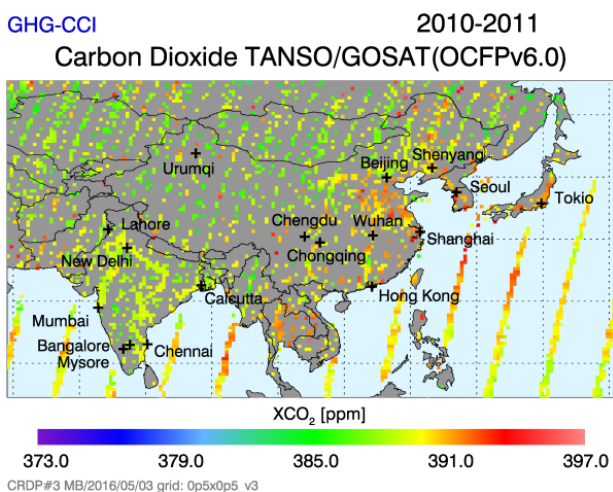 GHG-CCI 2010-2011
Carbon Dioxide TANSO/GOSAT(OCFPv6.0)
Beijing Shenyang
Urumqi
Seoul
Tokio
Lahore
Chengdu
Wuhan
Shanghai
New Delhi
Chongqing
Calcutta
Hong Kong
Mumbai
Bangalore
Chennai
Mysore
XCO₂ [ppm]
373.0 379.0 385.0 391.0 397.0
CRDP#3 MB/2016/05/03 grid: 0p5x0p5 v3